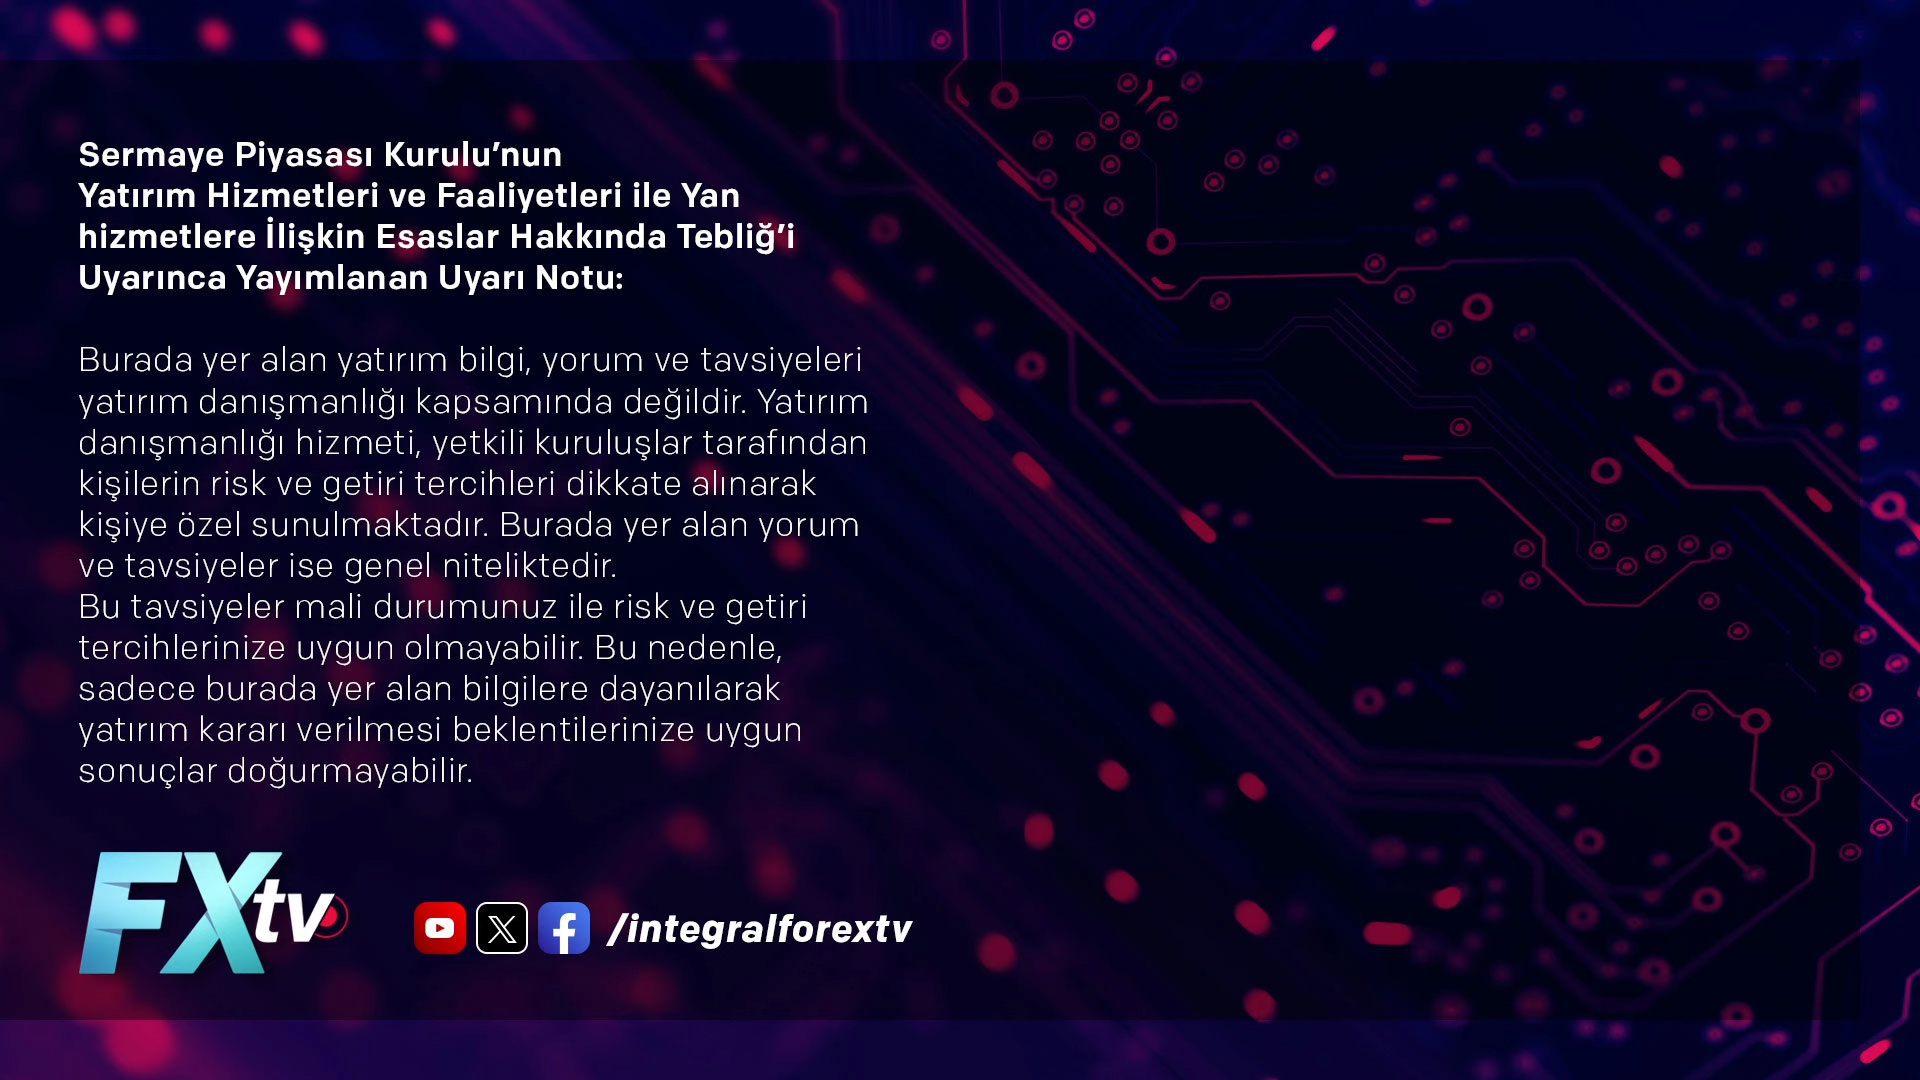 Sermaye Piyasası Kurulu’nun
Yatırım Hizmetleri ve Faaliyetleri ile Yan
hizmetlere İlişkin Esaslar Hakkında Tebliğ’i
Uyarınca Yayımlanan Uyarı Notu:
Burada yer alan yatırım bilgi, yorum ve tavsiyeleri
yatırım danışmanlığı kapsamında değildir. Yatırım
danışmanlığı hizmeti, yetkili kuruluşlar tarafından
kişilerin risk ve getiri tercihleri dikkate alınarak
kişiye özel sunulmaktadır. Burada yer alan yorum
ve tavsiyeler ise genel niteliktedir.
Bu tavsiyeler mali durumunuz ile risk ve getiri
tercihlerinize uygun olmayabilir. Bu nedenle,
sadece burada yer alan bilgilere dayanılarak
yatırım kararı verilmesi beklentilerinize uygun
sonuçlar doğurmayabilir.
FXtv
/integralforextv